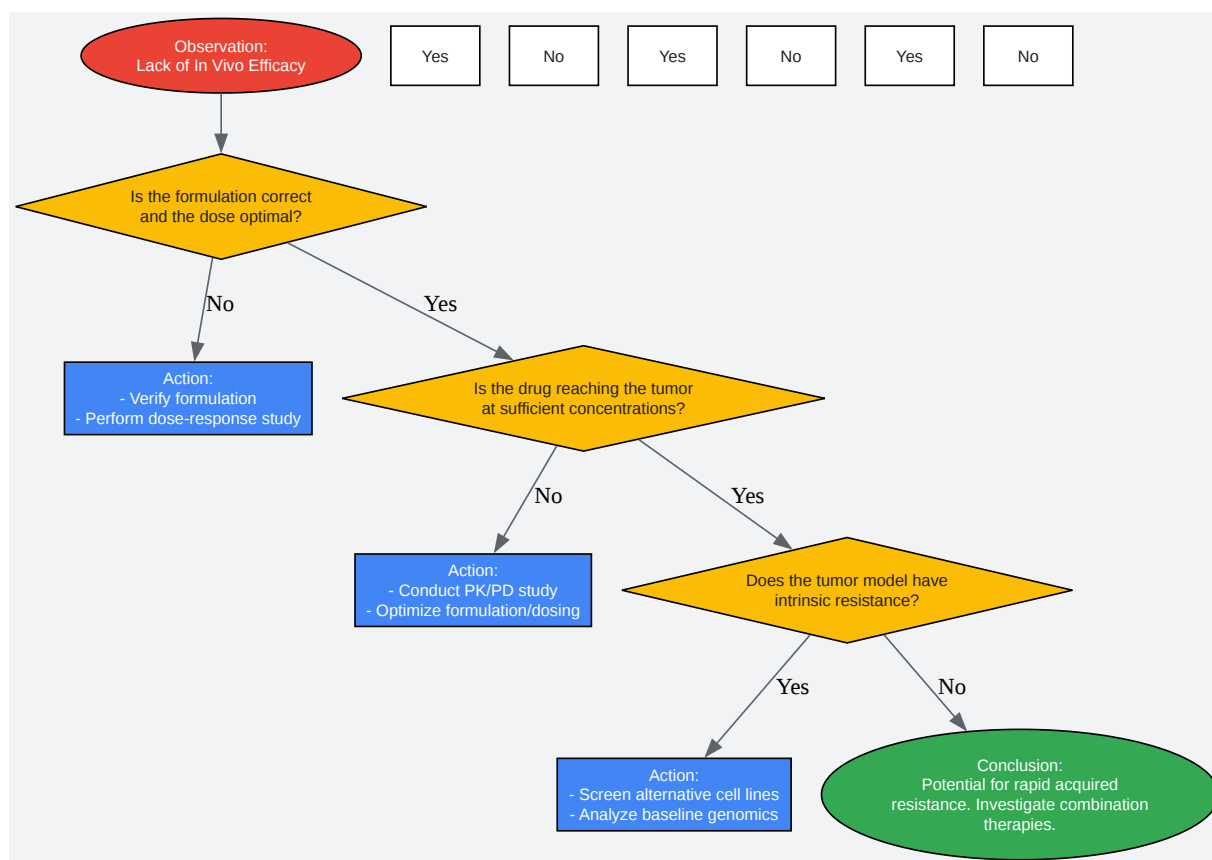 Observation:
Lack of In Vivo Efficacy
Yes
No
Yes
No
Yes
No
Is the formulation correct
and the dose optimal?
No
Yes
Action:
- Verify formulation
- Perform dose-response study
Is the drug reaching the tumor
at sufficient concentrations?
No
Yes
Action:
- Conduct PK/PD study
- Optimize formulation/dosing
Does the tumor model have
intrinsic resistance?
Yes
No
Action:
- Screen alternative cell lines
- Analyze baseline genomics
Conclusion:
Potential for rapid acquired
resistance. Investigate combination
therapies.